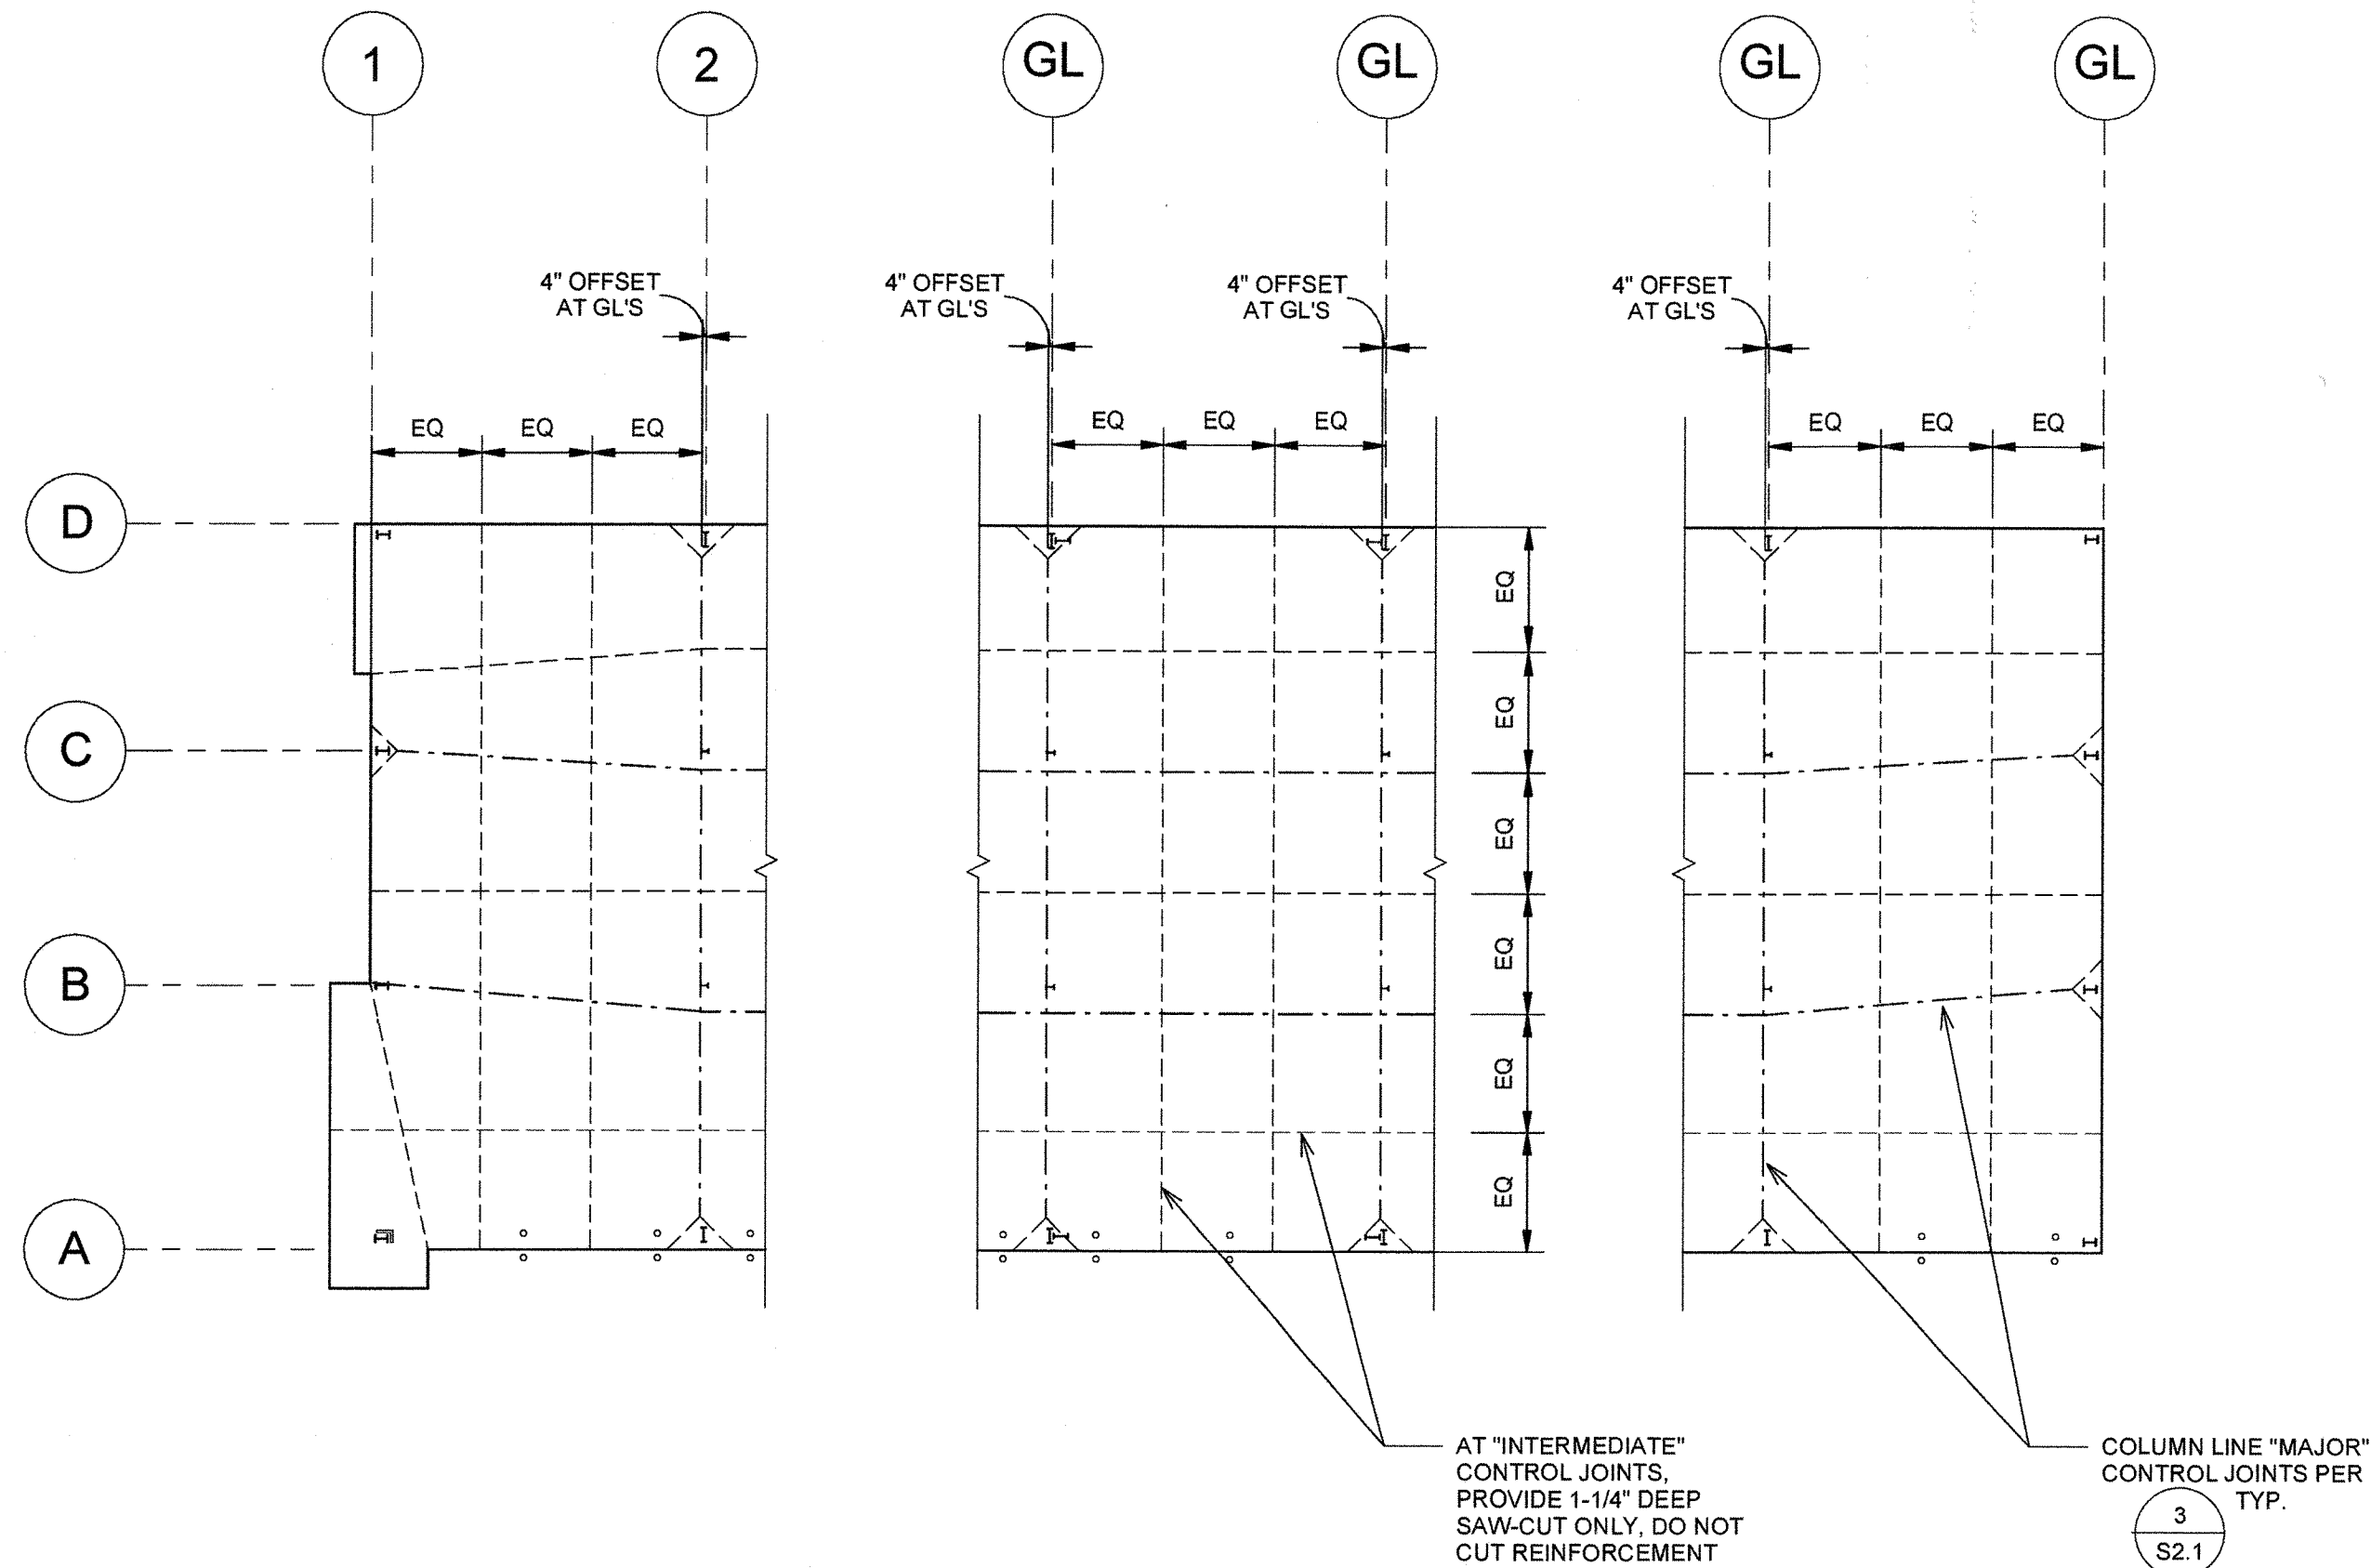 1
2
GL
GL
GL
GL
4" OFFSET
AT GL'S
4" OFFSET
AT GL'S
4" OFFSET
AT GL'S
4" OFFSET
AT GL'S
EQ
EQ
EQ
EQ
EQ
EQ
EQ
EQ
EQ
D
C
B
A
EQ
EQ
EQ
EQ
EQ
EQ
AT "INTERMEDIATE"
CONTROL JOINTS,
PROVIDE 1-1/4" DEEP
SAW-CUT ONLY, DO NOT
CUT REINFORCEMENT
COLUMN LINE "MAJOR"
CONTROL JOINTS PER
TYP.
3
S2.1